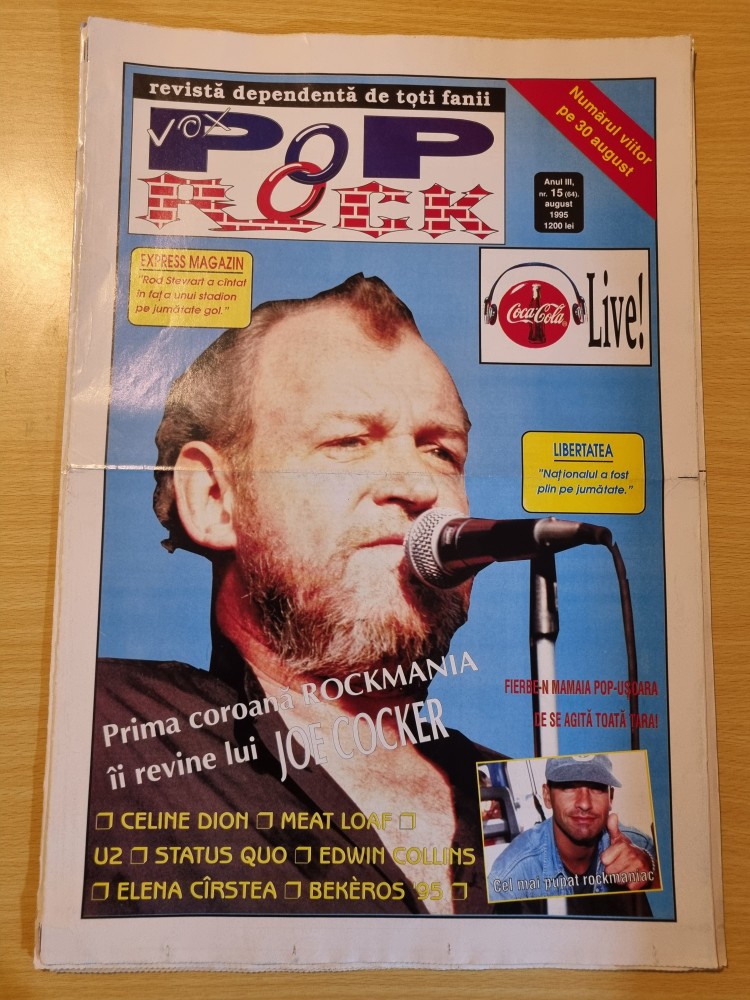 revistă dependentă de toți fanii
VOX
POP
ROCK
Numărul viitor
pe 30 august
Anul III,
nr. 15 (64).
august
1995
1200 lei
EXPRESS MAGAZIN
"Rod Stewart a cîntat
în fața unui stadion
pe jumătate gol."
Coca-Cola
Live!
LIBERTATEA
"Naționalul a fost
plin pe jumătate."
Prima coroană ROCKMANIA
îi revine lui JOE COCKER
FIERBE-N MAMAIA POP-UȘOARA
DE SE AGITĂ TOATĂ ȚARA!
❒ CELINE DION ❒ MEAT LOAF ❒
U2 ❒ STATUS QUO ❒ EDWIN COLLINS
❒ ELENA CÎRSTEA ❒ BEKÈROS '95 ❒
Cel mai pupat rockmaniac